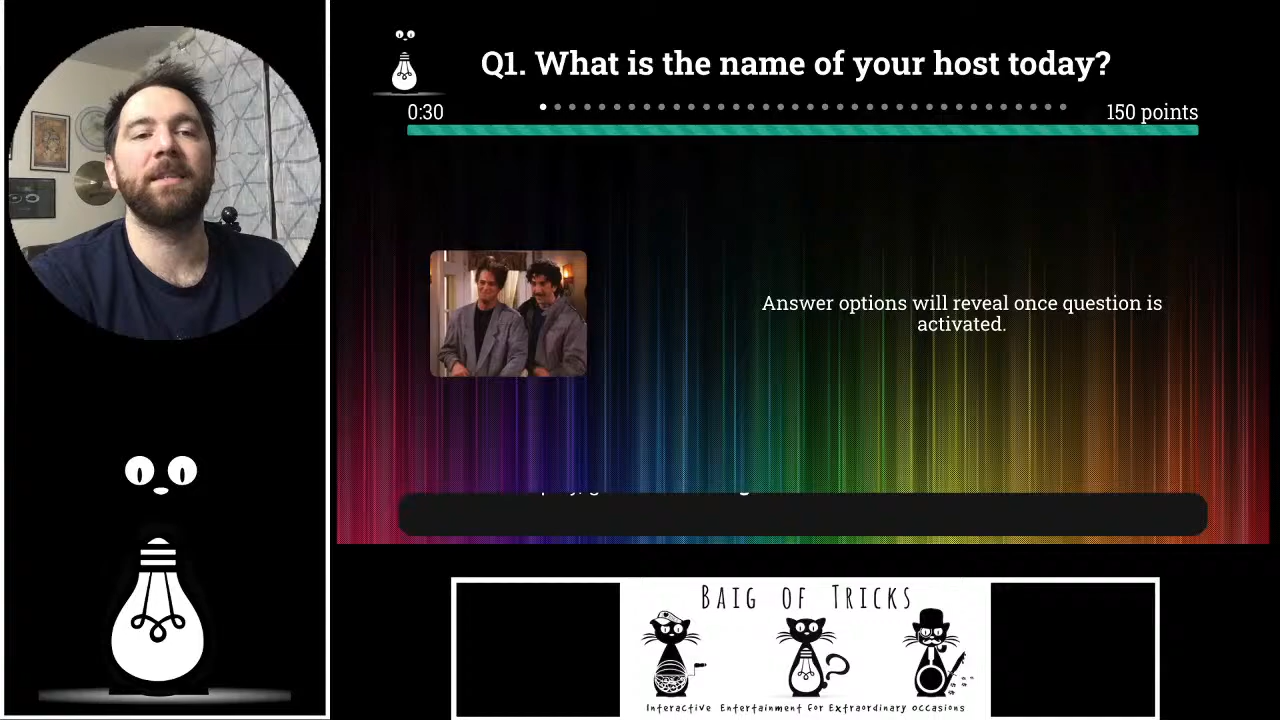 Q1. What is the name of your host today?
0:30
150 points
Answer options will reveal once question is
activated.
BAIG OF TRICKS
Interactive Entertainment for Extraordinary occasions